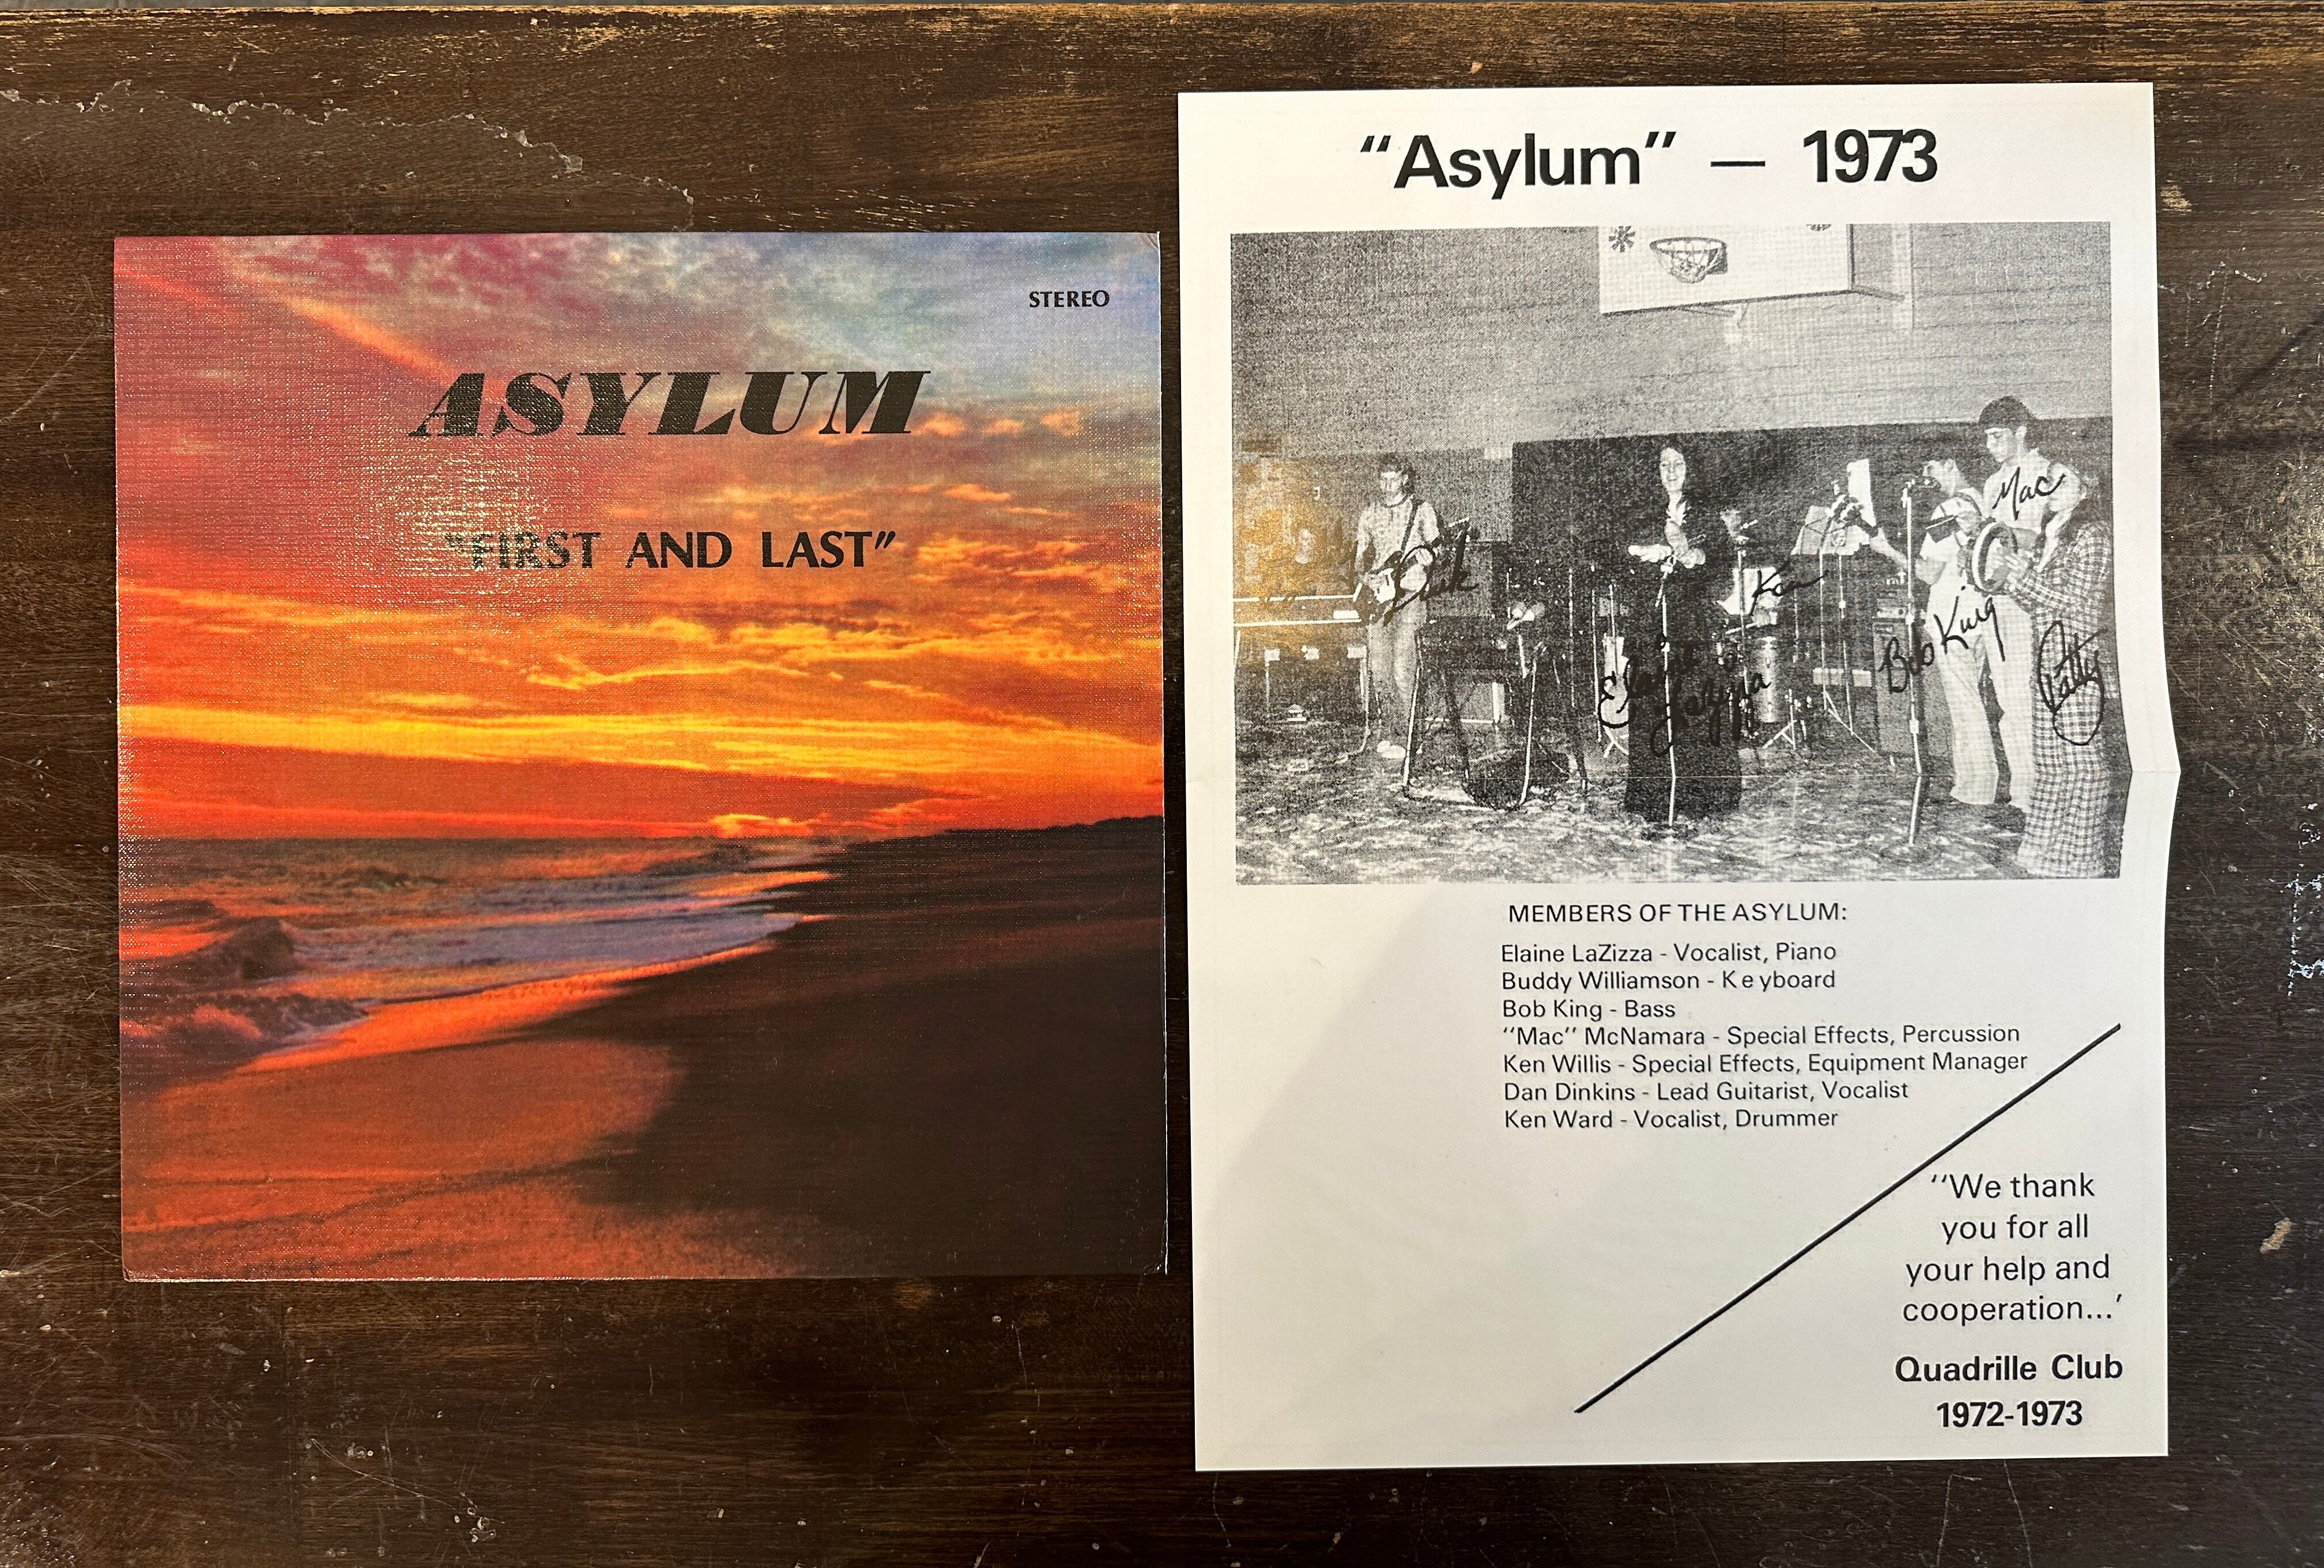 STEREO
ASYLUM
"FIRST AND LAST"
"Asylum" — 1973
Mac
Ken
Bob King
Elaine
LaZizza
Patty
MEMBERS OF THE ASYLUM:
Elaine LaZizza - Vocalist, Piano
Buddy Williamson - Keyboard
Bob King - Bass
''Mac'' McNamara - Special Effects, Percussion
Ken Willis - Special Effects, Equipment Manager
Dan Dinkins - Lead Guitarist, Vocalist
Ken Ward - Vocalist, Drummer
''We thank
you for all
your help and
cooperation...'
Quadrille Club
1972-1973